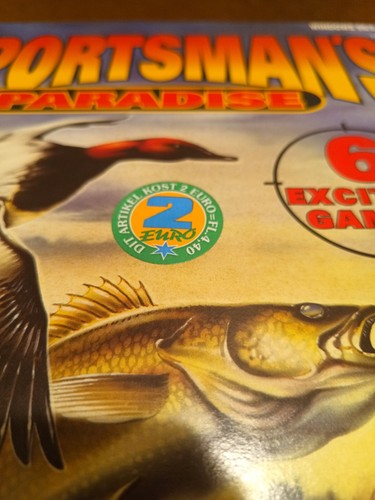 PORTSMAN'S
PARADISE
6
EXCIT
GAM
DIT ARTIKEL KOST 2 EURO=FL.4,40
2
EURO